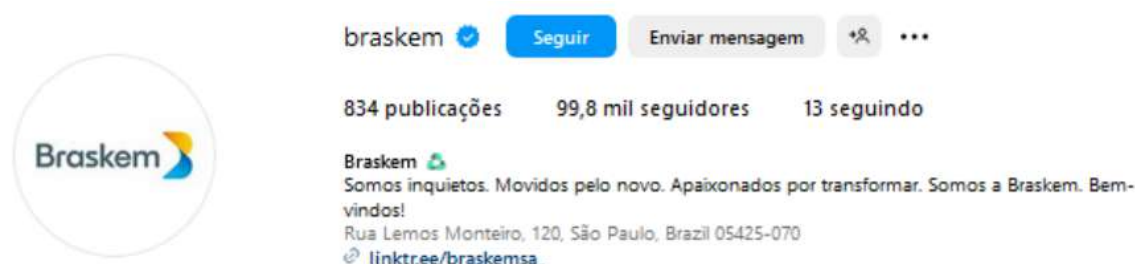 braskem Seguir Enviar mensagem
834 publicações 99,8 mil seguidores 13 seguindo
Braskem
Braskem
Somos inquietos. Movidos pelo novo. Apaixonados por transformar. Somos a Braskem. Bem-
vindos!
Rua Lemos Monteiro, 120, São Paulo, Brazil 05425-070
linktr.ee/braskemsa